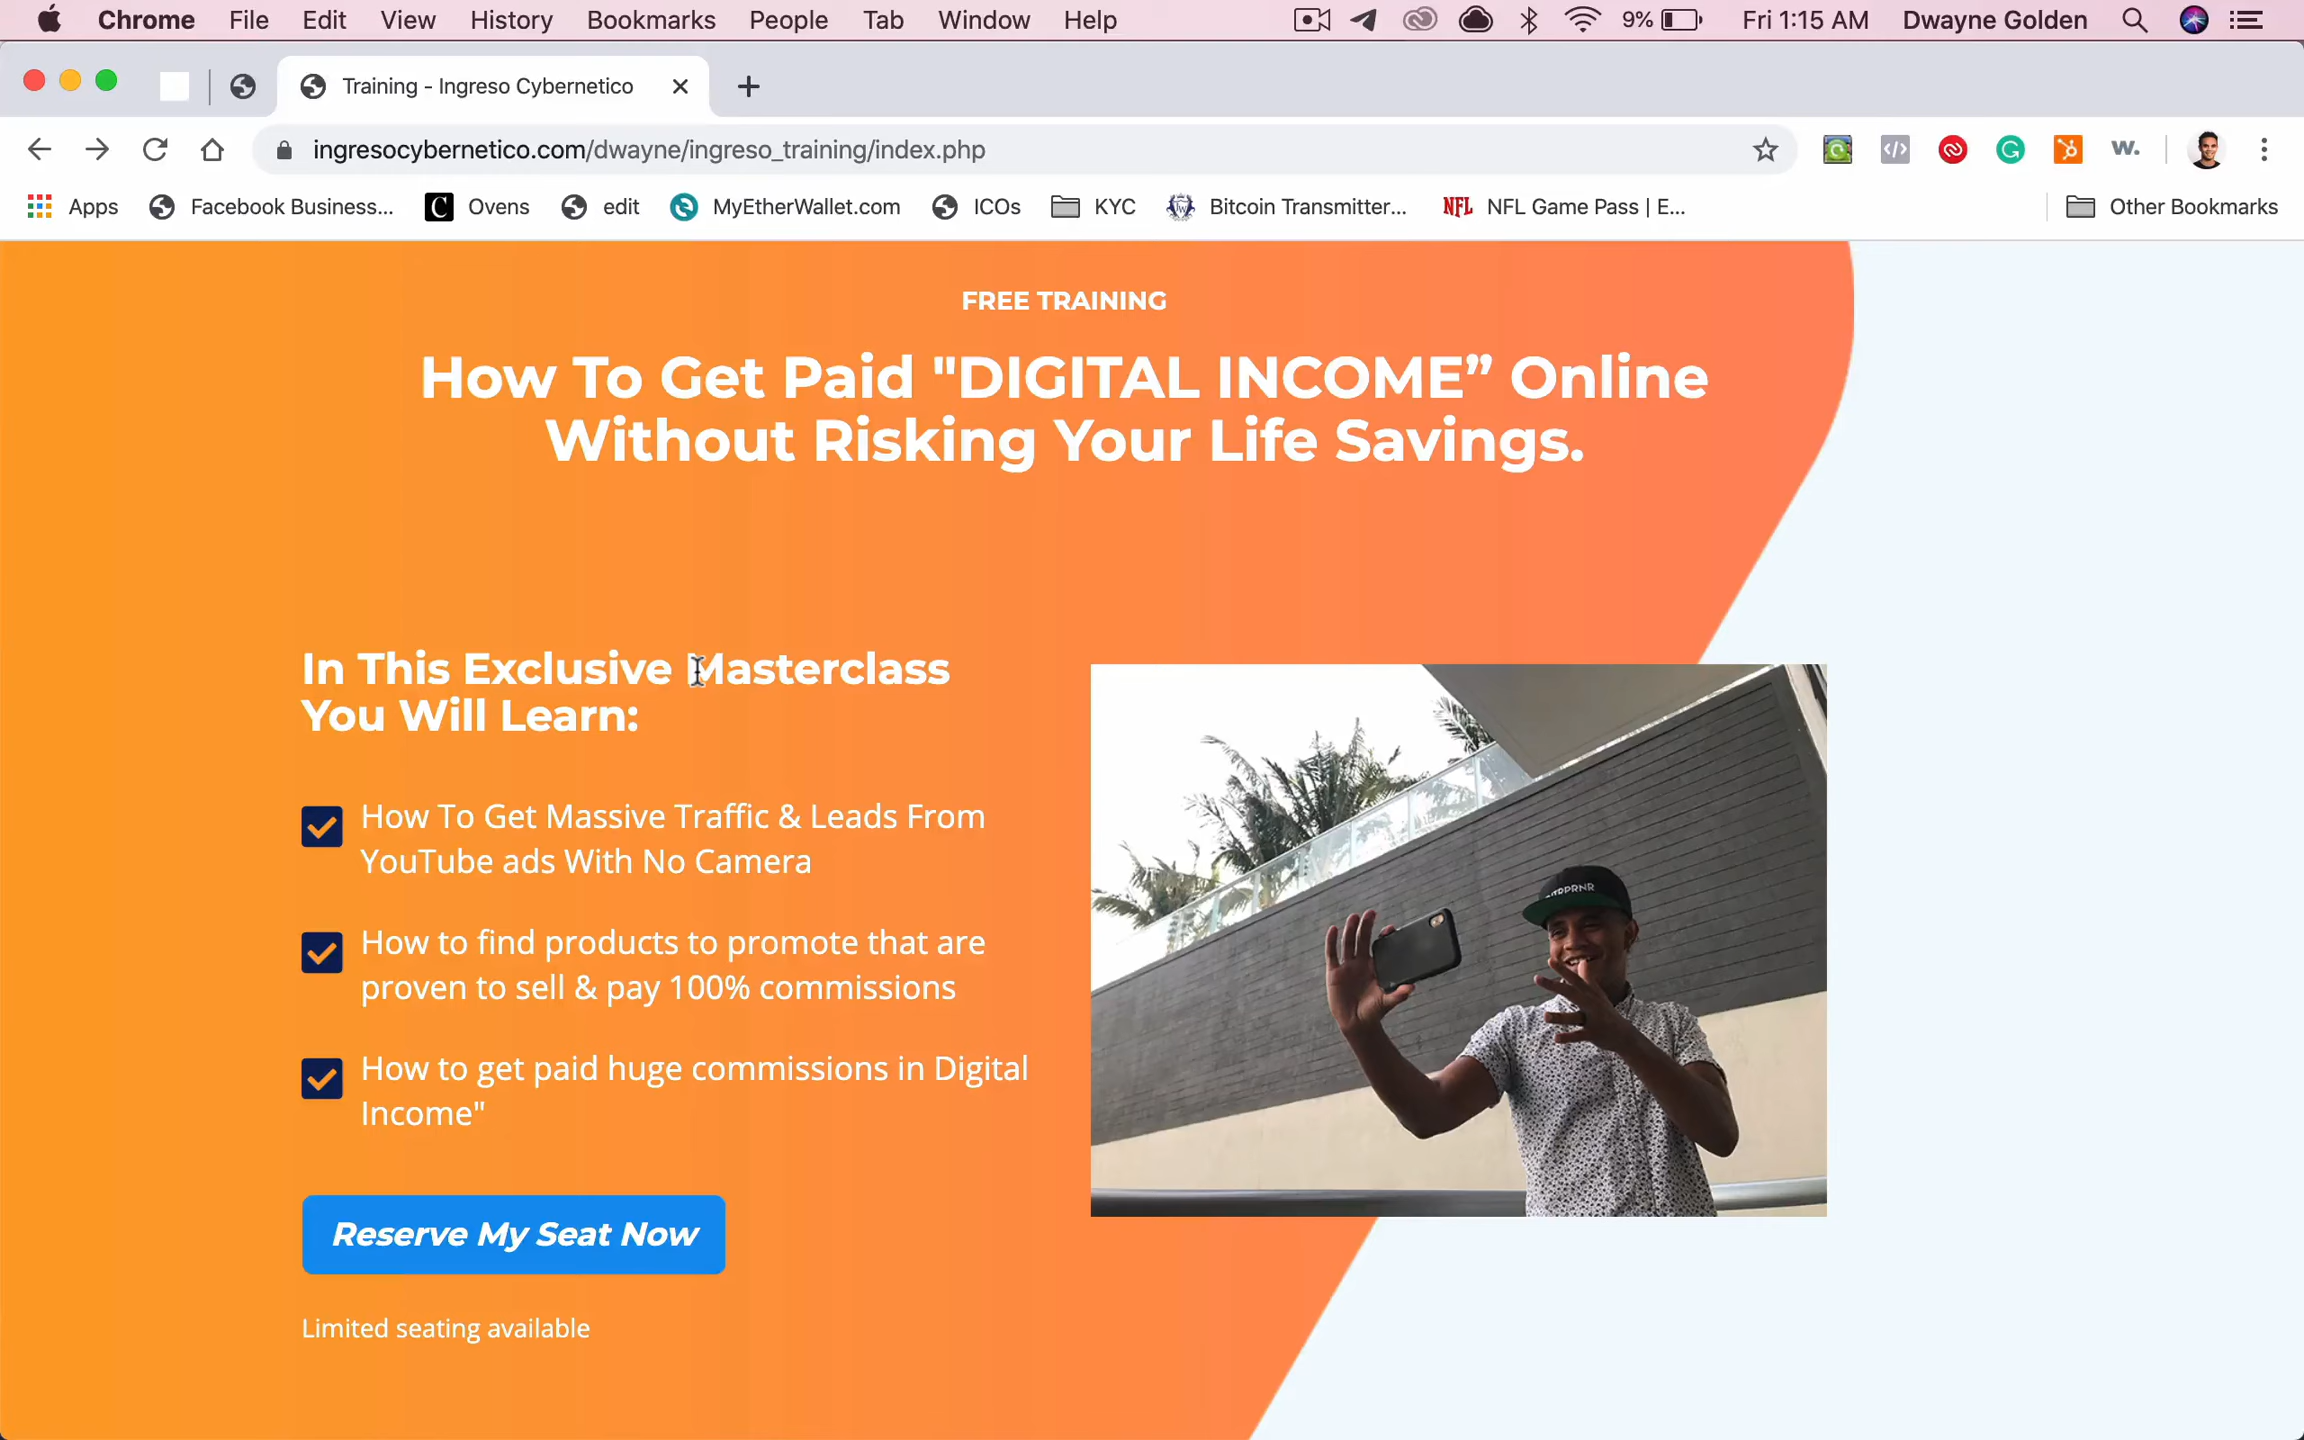 Chrome File Edit View History Bookmarks People Tab Window Help 9% Fri 1:15 AM Dwayne Golden
Training - Ingreso Cybernetico
ingresocybernetico.com/dwayne/ingreso_training/index.php
Apps Facebook Business... Ovens edit MyEtherWallet.com ICOs KYC Bitcoin Transmitter... NFL NFL Game Pass | E... Other Bookmarks
FREE TRAINING
How To Get Paid "DIGITAL INCOME” Online
Without Risking Your Life Savings.
In This Exclusive Masterclass
You Will Learn:
How To Get Massive Traffic & Leads From
YouTube ads With No Camera
How to find products to promote that are
proven to sell & pay 100% commissions
How to get paid huge commissions in Digital
Income"
Reserve My Seat Now
Limited seating available